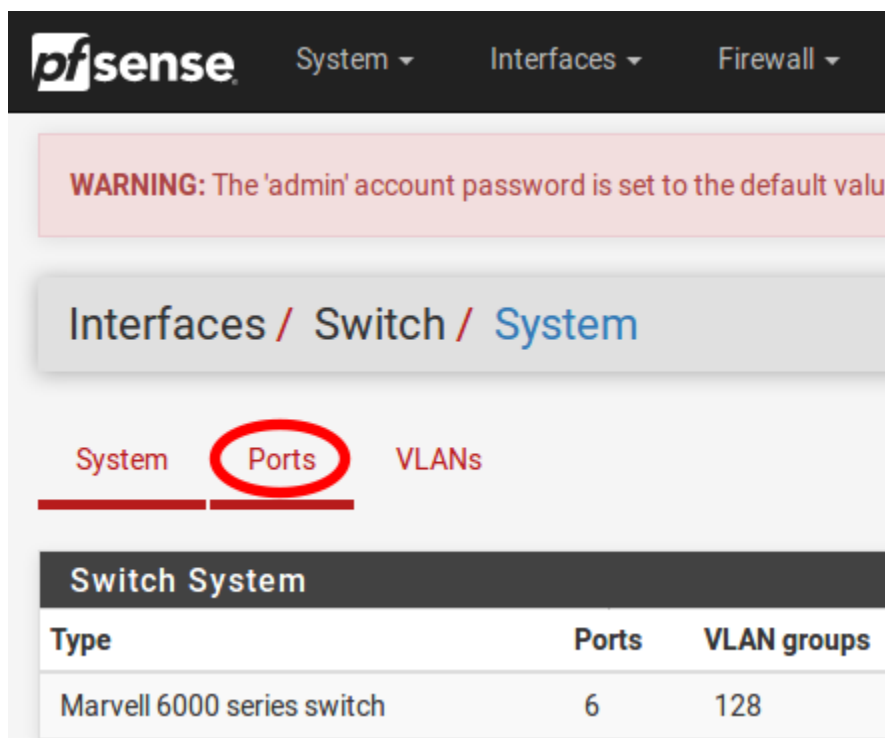 pfsense System Interfaces Firewall
WARNING: The 'admin' account password is set to the default valu
Interfaces / Switch / System
System Ports VLANs
Switch System
Type Ports VLAN groups
Marvell 6000 series switch 6 128